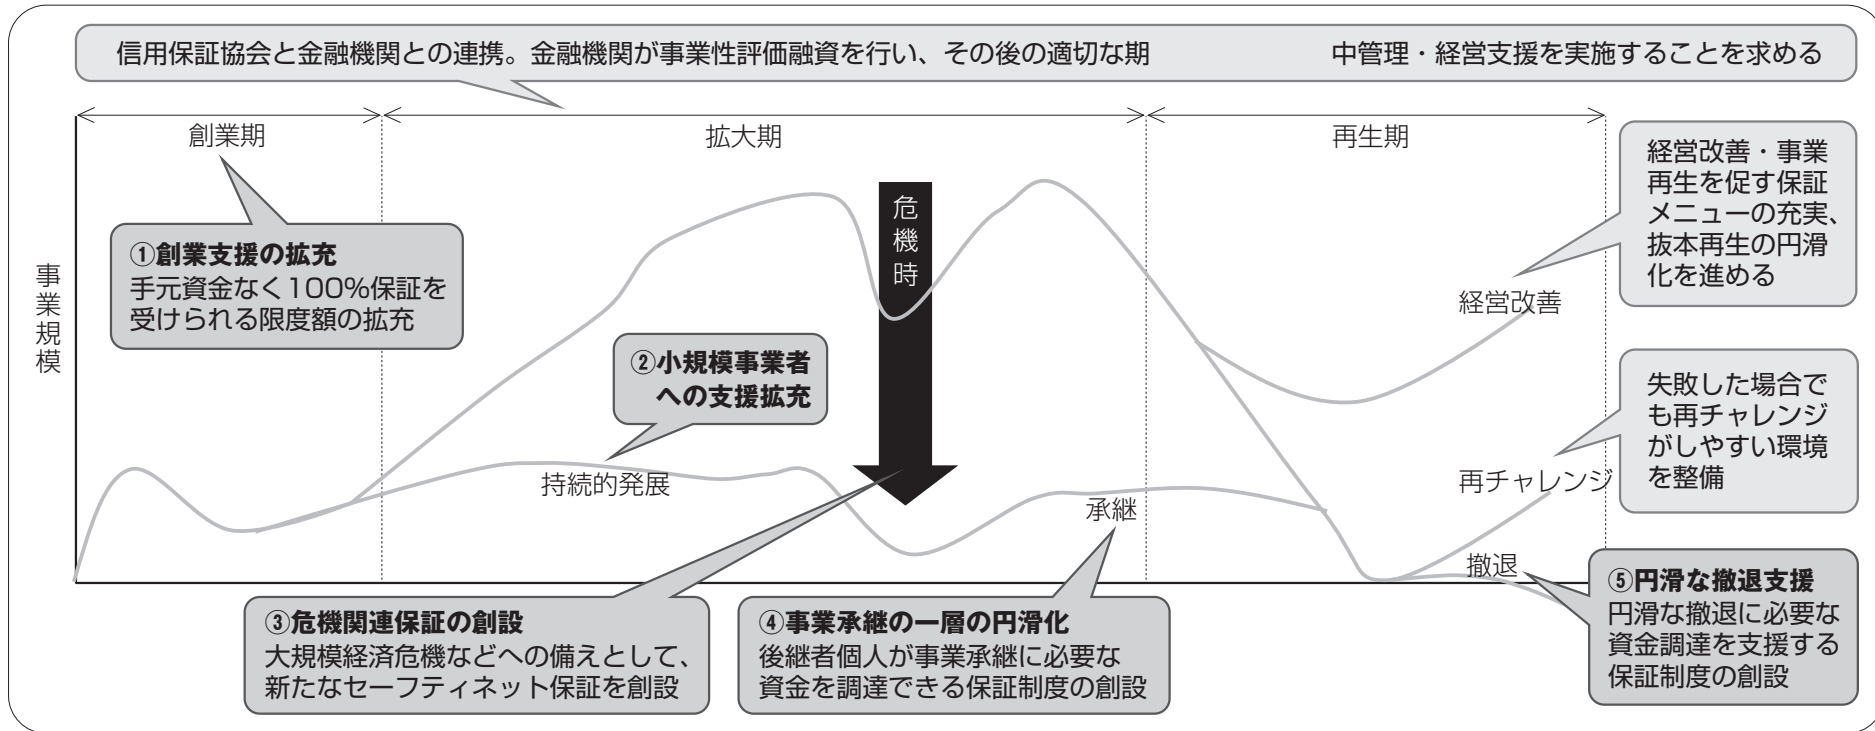 信用保証協会と金融機関との連携。金融機関が事業性評価融資を行い、その後の適切な期 中管理・経営支援を実施することを求める
創業期
拡大期
再生期
事業規模
危機時
①創業支援の拡充
手元資金なく100%保証を
受けられる限度額の拡充
②小規模事業者
への支援拡充
持続的発展
承継
経営改善・事業
再生を促す保証
メニューの充実、
抜本再生の円滑
化を進める
経営改善
失敗した場合で
も再チャレンジ
がしやすい環境
を整備
再チャレンジ
撤退
③危機関連保証の創設
大規模経済危機などへの備えとして、
新たなセーフティネット保証を創設
④事業承継の一層の円滑化
後継者個人が事業承継に必要な
資金を調達できる保証制度の創設
⑤円滑な撤退支援
円滑な撤退に必要な
資金調達を支援する
保証制度の創設